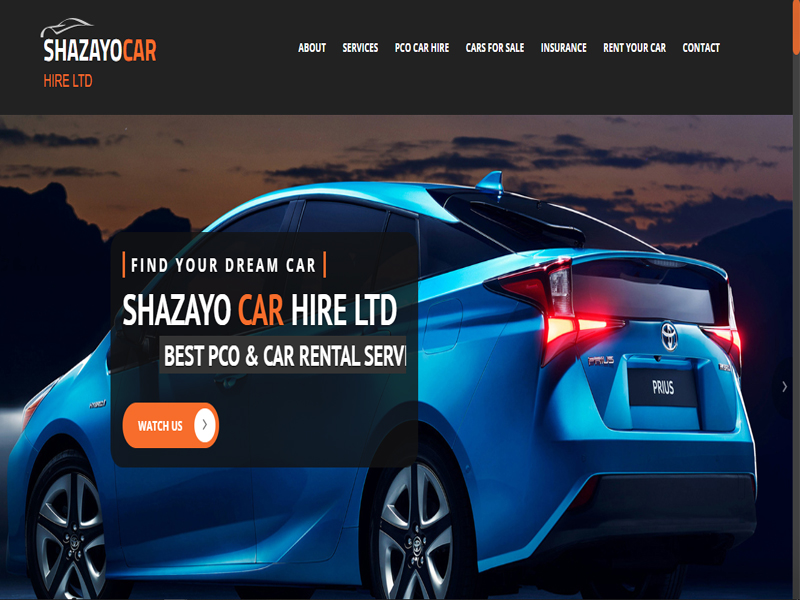 SHAZAYOCAR
HIRE LTD
ABOUT SERVICES PCO CAR HIRE CARS FOR SALE INSURANCE RENT YOUR CAR CONTACT
FIND YOUR DREAM CAR
SHAZAYO CAR HIRE LTD
BEST PCO & CAR RENTAL SERV
WATCH US
PRIUS
PRIUS